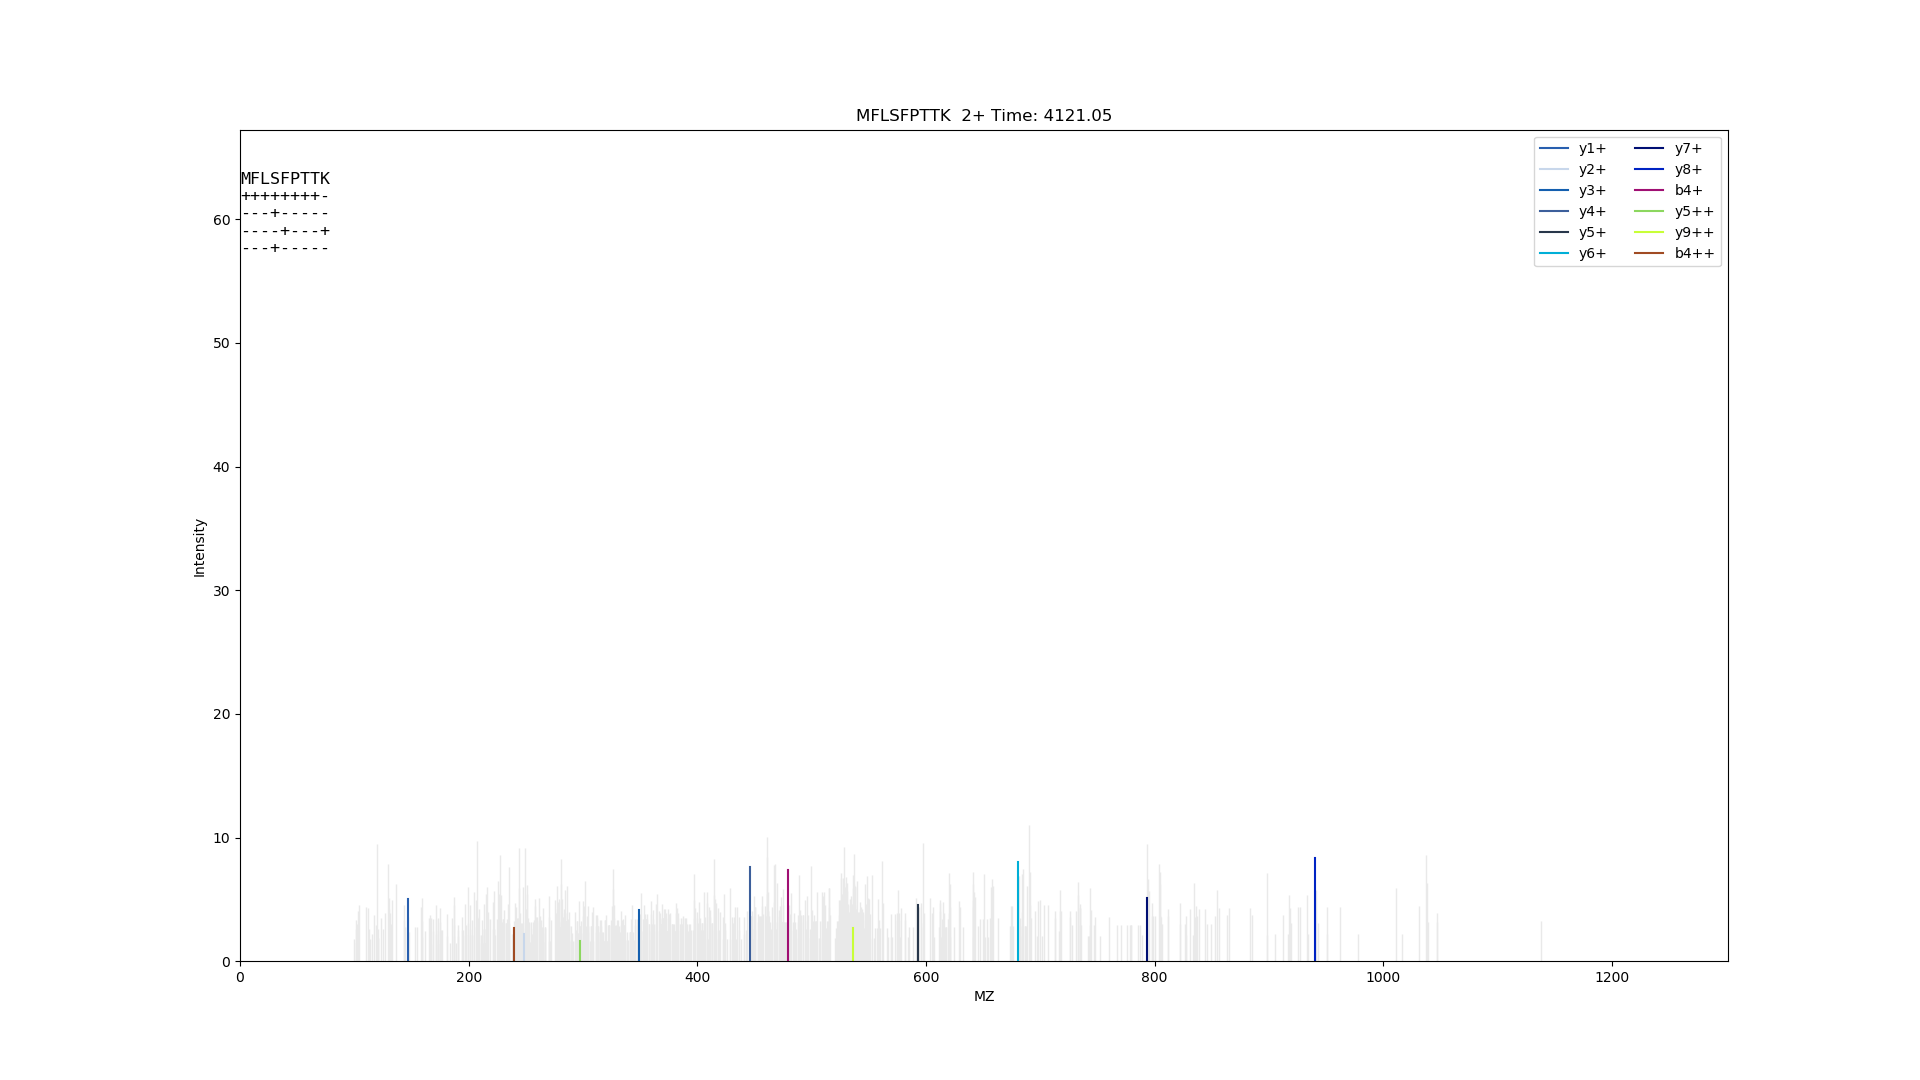 MFLSFPTTK  2+ Time: 4121.05
MFLSFPTTK
++++++++-
---+-----
----+---+
---+-----
y1+
y2+
y3+
y4+
y5+
y6+
y7+
y8+
b4+
y5++
y9++
b4++
60
50
40
30
20
10
0
Intensity
0 200 400 600 800 1000 1200
MZ